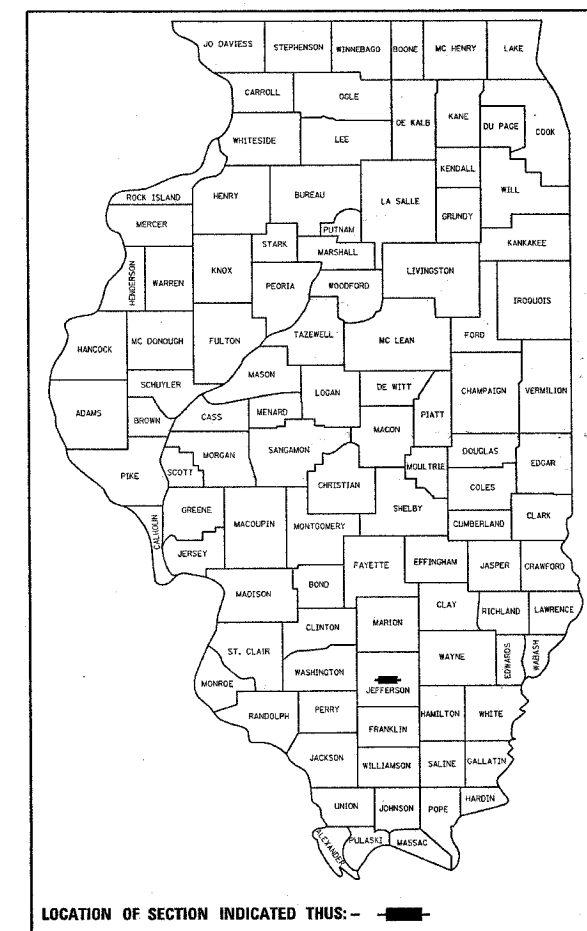 JO DAVIESS
STEPHENSON
WINNEBAGO
BOONE
MC HENRY
LAKE
CARROLL
OGLE
DE KALB
KANE
DU PAGE
COOK
WHITESIDE
LEE
KENDALL
WILL
ROCK ISLAND
HENRY
BUREAU
LA SALLE
GRUNDY
MERCER
PUTNAM
STARK
MARSHALL
KANKAKEE
HENDERSON
WARREN
KNOX
PEORIA
WOODFORD
LIVINGSTON
IROQUOIS
HANCOCK
MC DONOUGH
FULTON
TAZEWELL
MC LEAN
FORD
SCHUYLER
MASON
LOGAN
DE WITT
CHAMPAIGN
VERMILION
ADAMS
BROWN
CASS
MENARD
PIATT
MACON
MORGAN
SANGAMON
DOUGLAS
EDGAR
PIKE
SCOTT
CHRISTIAN
MOULTRIE
COLES
GREENE
MACOUPIN
MONTGOMERY
SHELBY
CLARK
CUMBERLAND
CALHOUN
JERSEY
FAYETTE
EFFINGHAM
JASPER
CRAWFORD
MADISON
BOND
CLAY
RICHLAND
LAWRENCE
CLINTON
MARION
ST. CLAIR
WAYNE
EDWARDS
WABASH
MONROE
WASHINGTON
JEFFERSON
RANDOLPH
PERRY
HAMILTON
WHITE
FRANKLIN
JACKSON
WILLIAMSON
SALINE
GALLATIN
UNION
JOHNSON
POPE
HARDIN
ALEXANDER
PULASKI
MASSAC
LOCATION OF SECTION INDICATED THUS: -